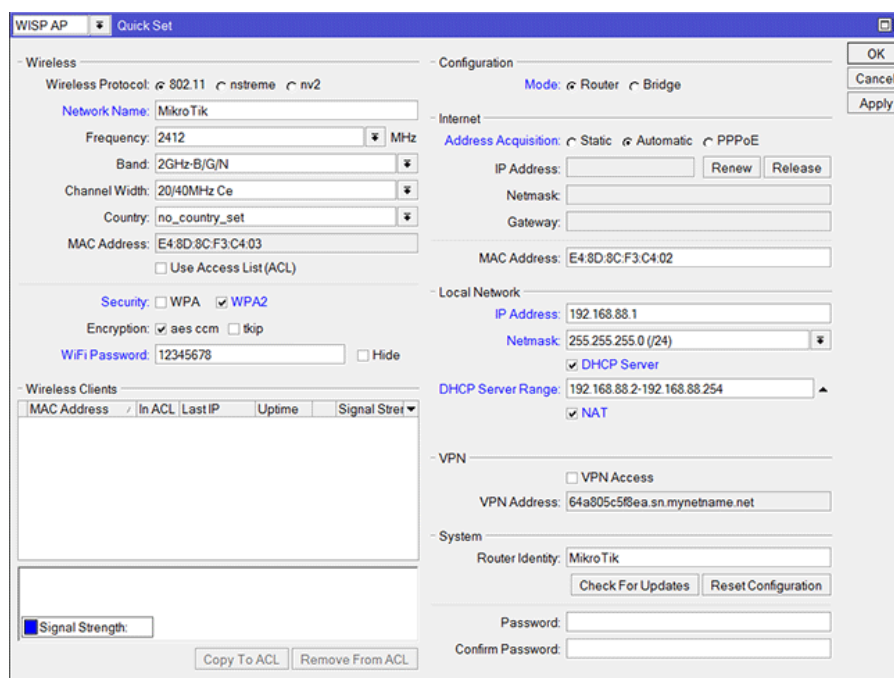 WISP AP Quick Set
Wireless
Wireless Protocol: 802.11 nstreme nv2
Network Name: MikroTik
Frequency: 2412 MHz
Band: 2GHz-B/G/N
Channel Width: 20/40MHz Ce
Country: no_country_set
MAC Address: E4:8D:8C:F3:C4:03
Use Access List (ACL)
Security: WPA WPA2
Encryption: aes ccm tkip
WiFi Password: 12345678 Hide
Wireless Clients
MAC Address In ACL Last IP Uptime Signal Stren
Signal Strength:
Copy To ACL Remove From ACL
Configuration
Mode: Router Bridge
Internet
Address Acquisition: Static Automatic PPPoE
IP Address: Renew Release
Netmask:
Gateway:
MAC Address: E4:8D:8C:F3:C4:02
Local Network
IP Address: 192.168.88.1
Netmask: 255.255.255.0 (/24)
DHCP Server
DHCP Server Range: 192.168.88.2-192.168.88.254
NAT
VPN
VPN Access
VPN Address: 64a805c5f8ea.sn.mynetname.net
System
Router Identity: MikroTik
Check For Updates Reset Configuration
Password:
Confirm Password:
OK
Cancel
Apply